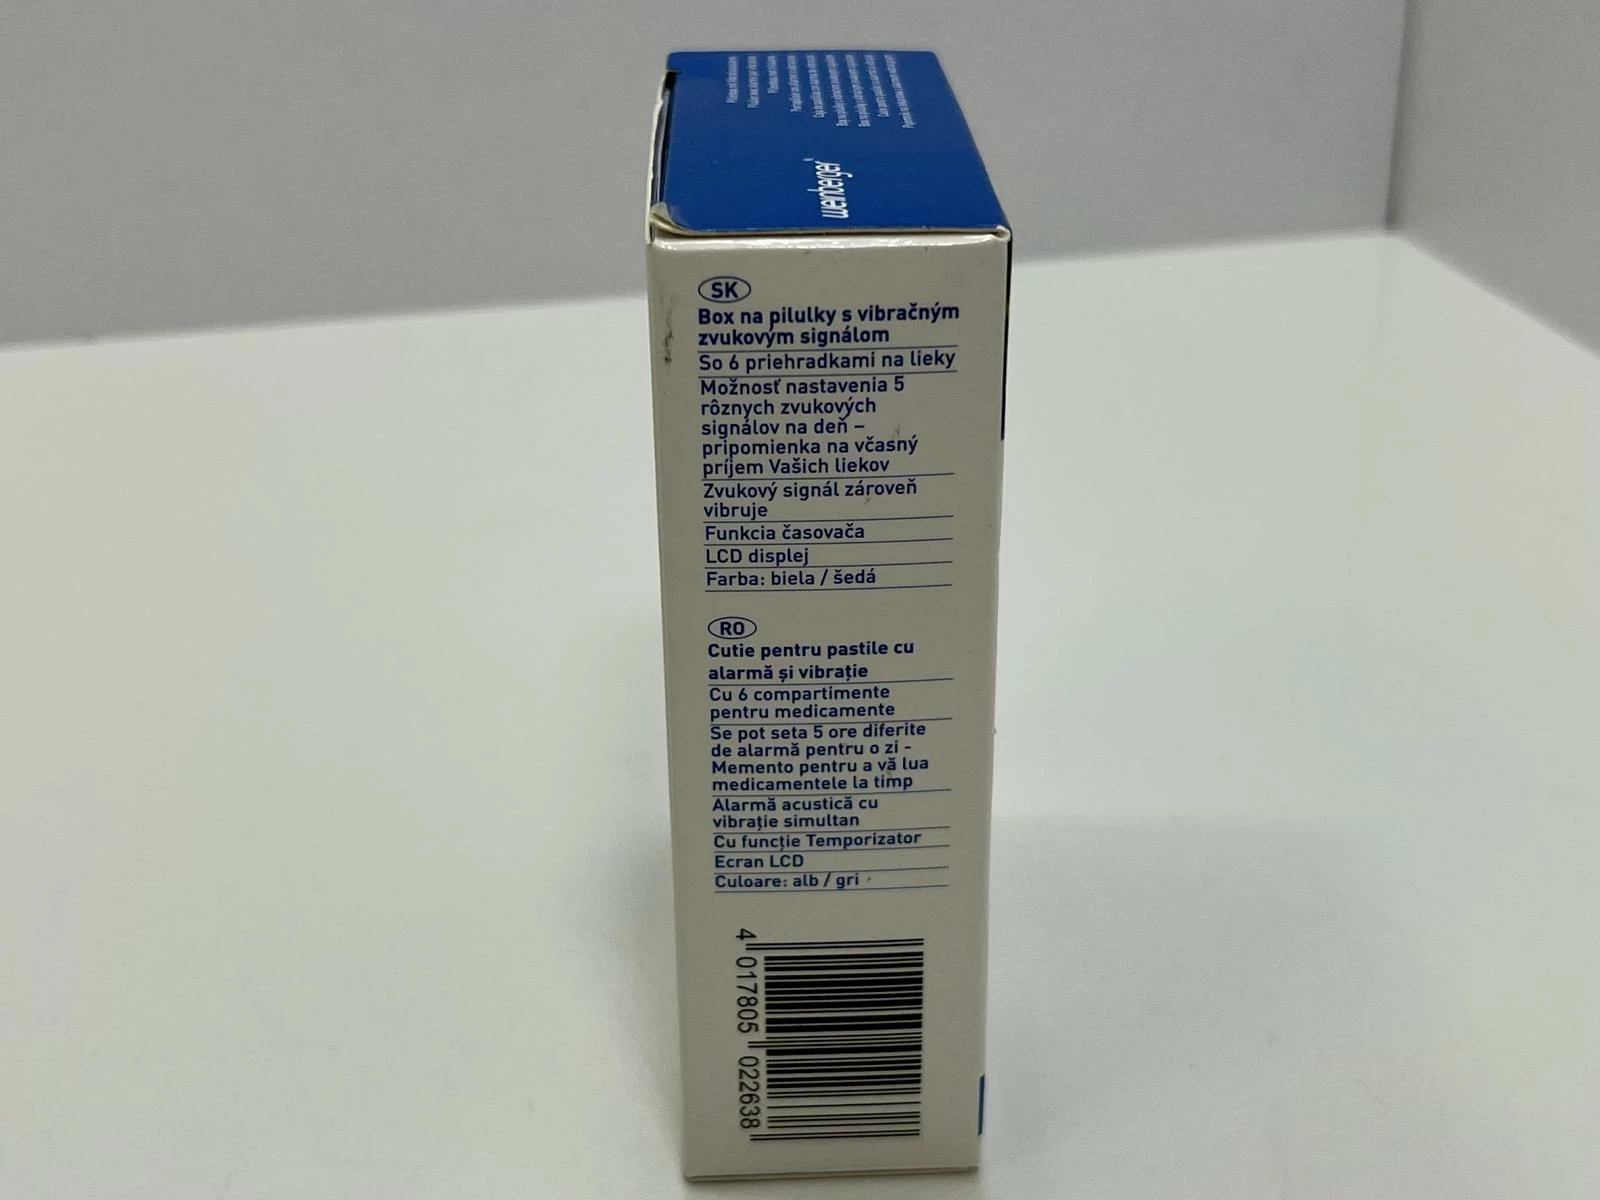 weinberger®
SK
Box na pilulky s vibračným
zvukovým signálom
So 6 priehradkami na lieky
Možnosť nastavenia 5
rôznych zvukových
signálov na deň –
pripomienka na včasný
príjem Vašich liekov
Zvukový signál zároveň
vibruje
Funkcia časovača
LCD displej
Farba: biela / šedá
RO
Cutie pentru pastile cu
alarmă și vibrație
Cu 6 compartimente
pentru medicamente
Se pot seta 5 ore diferite
de alarmă pentru o zi -
Memento pentru a vă lua
medicamentele la timp
Alarmă acustică cu
vibrație simultan
Cu funcție Temporizator
Ecran LCD
Culoare: alb / gri
4 017805 022638